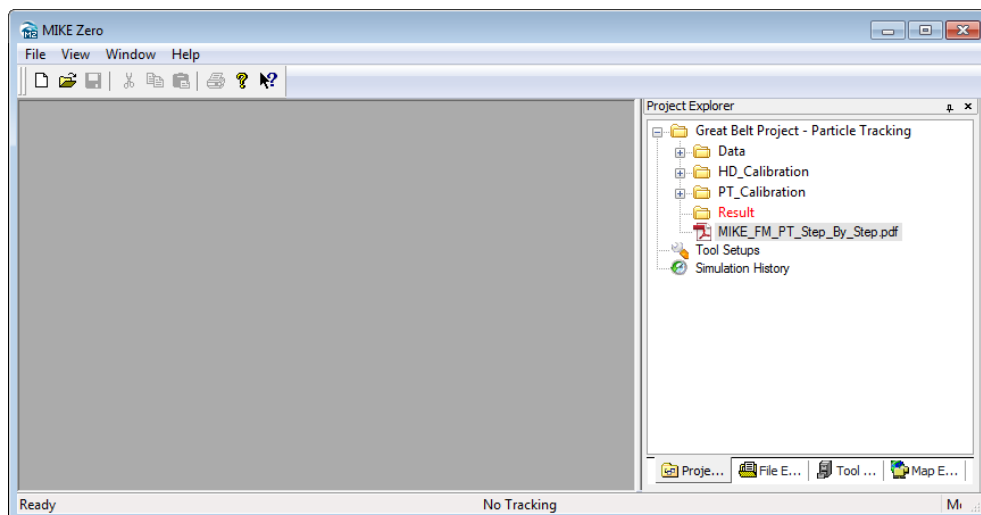 MIKE Zero
File View Window Help
Project Explorer
Great Belt Project - Particle Tracking
Data
HD_Calibration
PT_Calibration
Result
MIKE_FM_PT_Step_By_Step.pdf
Tool Setups
Simulation History
Proje... File E... Tool ... Map E...
Ready No Tracking